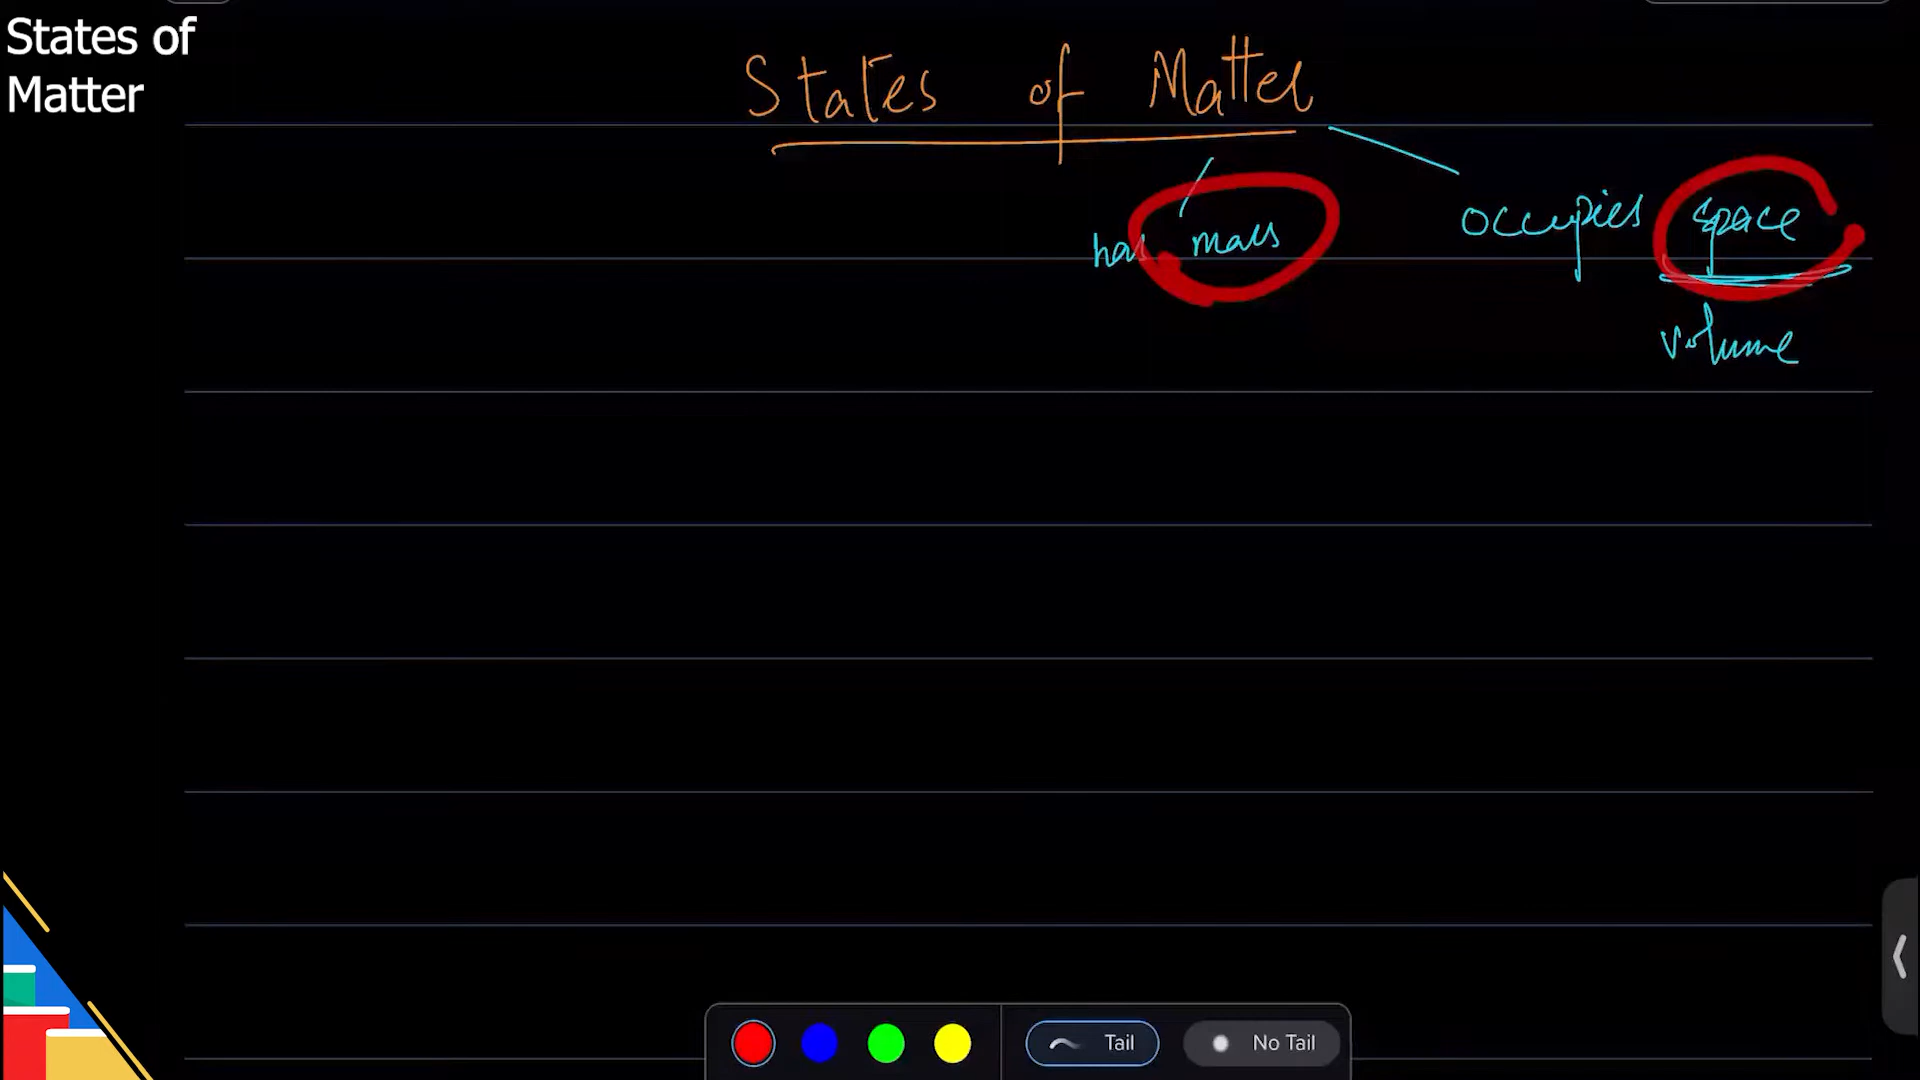 States of
Matter
States of Matter
has mass
occupies space
volume
Tail
No Tail